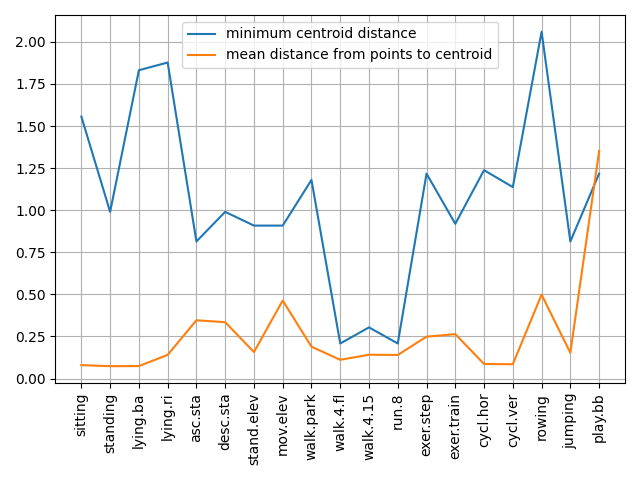 minimum centroid distance
mean distance from points to centroid
2.00
1.75
1.50
1.25
1.00
0.75
0.50
0.25
0.00
sitting
standing
lying.ba
lying.ri
asc.sta
desc.sta
stand.elev
mov.elev
walk.park
walk.4.fl
walk.4.15
run.8
exer.step
exer.train
cycl.hor
cycl.ver
rowing
jumping
play.bb